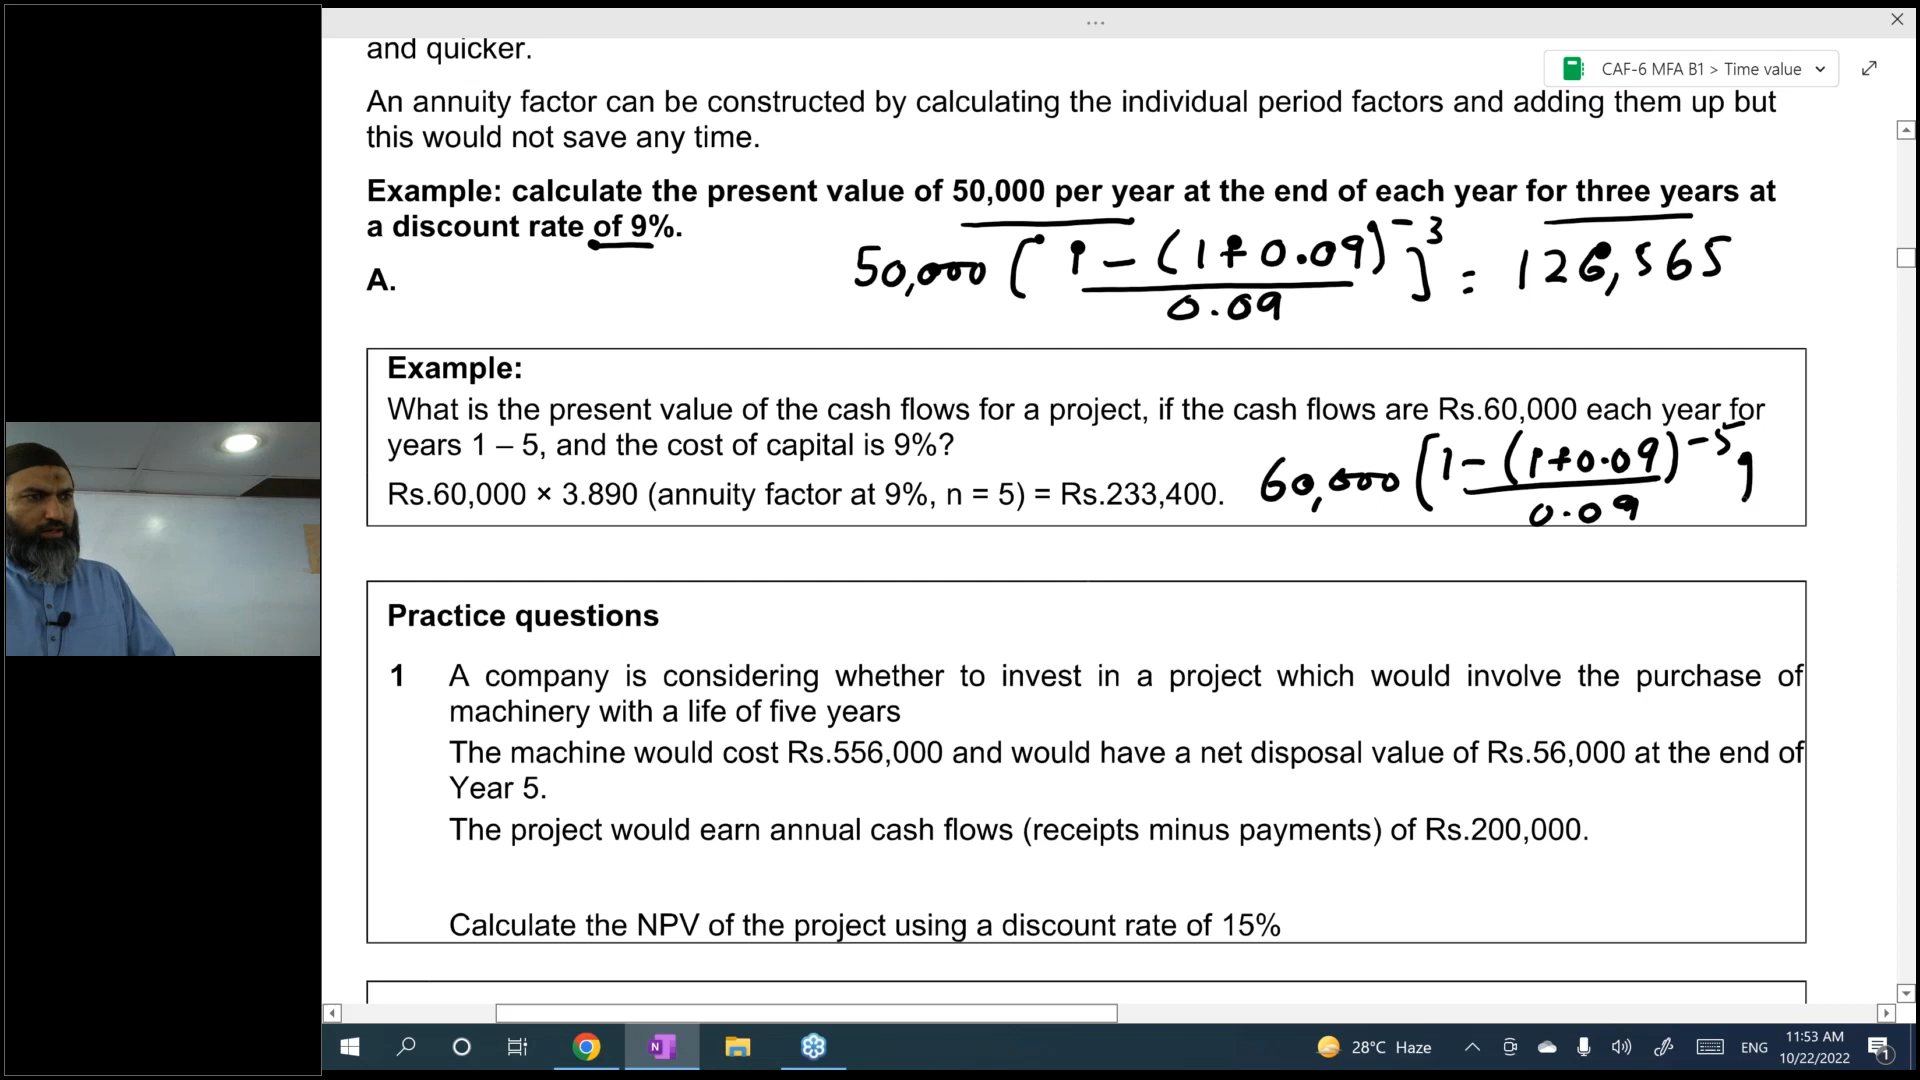 and quicker.
CAF-6 MFA B1 > Time value
An annuity factor can be constructed by calculating the individual period factors and adding them up but
this would not save any time.
Example: calculate the present value of 50,000 per year at the end of each year for three years at
a discount rate of 9%.
50,000 [ 1 - (1+0.09)^-3 ] = 126,565
0.09
A.
Example:
What is the present value of the cash flows for a project, if the cash flows are Rs.60,000 each year for
years 1 – 5, and the cost of capital is 9%?
Rs.60,000 × 3.890 (annuity factor at 9%, n = 5) = Rs.233,400.
60,000 [ 1 - (1+0.09)^-5 ]
0.09
Practice questions
1 A company is considering whether to invest in a project which would involve the purchase of
machinery with a life of five years
The machine would cost Rs.556,000 and would have a net disposal value of Rs.56,000 at the end of
Year 5.
The project would earn annual cash flows (receipts minus payments) of Rs.200,000.
Calculate the NPV of the project using a discount rate of 15%
N
28°C Haze
ENG
11:53 AM
10/22/2022
1